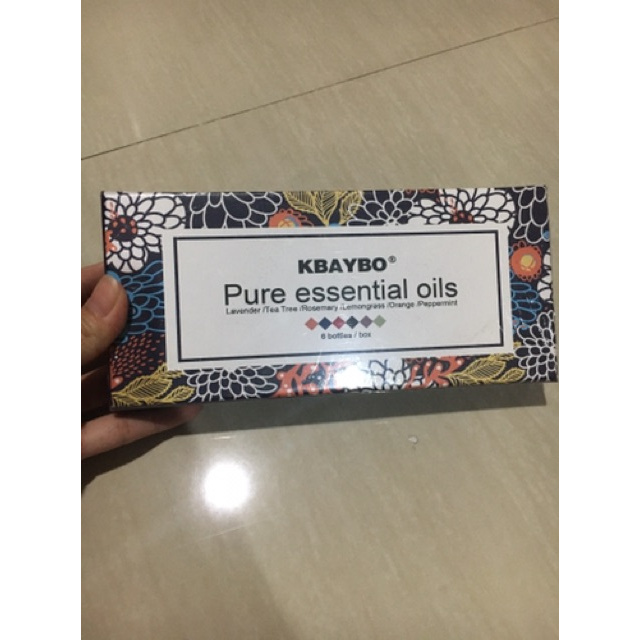 KBAYBO®
Pure essential oils
Lavender /Tea Tree /Rosemary /Lemongrass /Orange /Peppermint
6 bottles / box